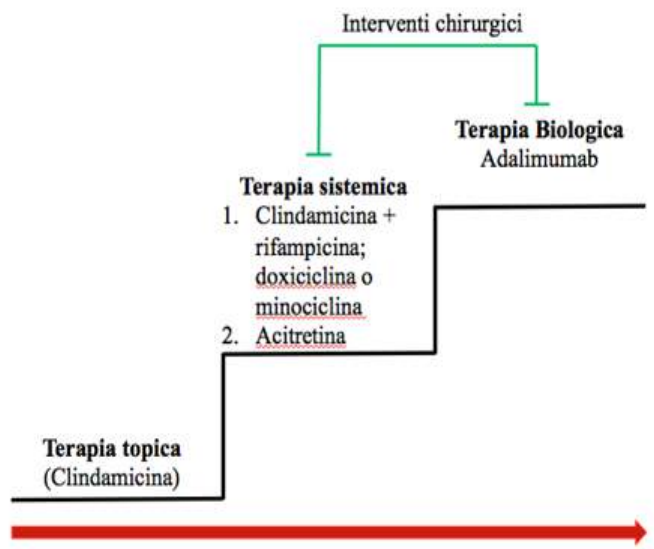 Interventi chirurgici
Terapia Biologica
Adalimumab
Terapia sistemica
1. Clindamicina +
rifampicina;
doxiciclina o
minociclina
2. Acitretina
Terapia topica
(Clindamicina)